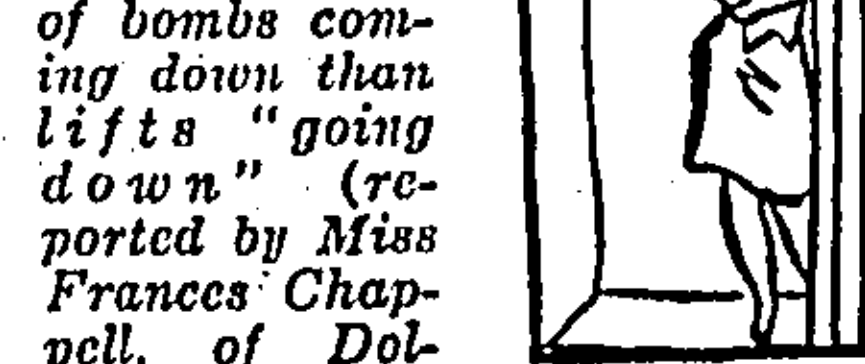 of bombs com-
ing down than
lifts "going
down" (re-
ported by Miss
Frances Chap-
pell, of Dol-